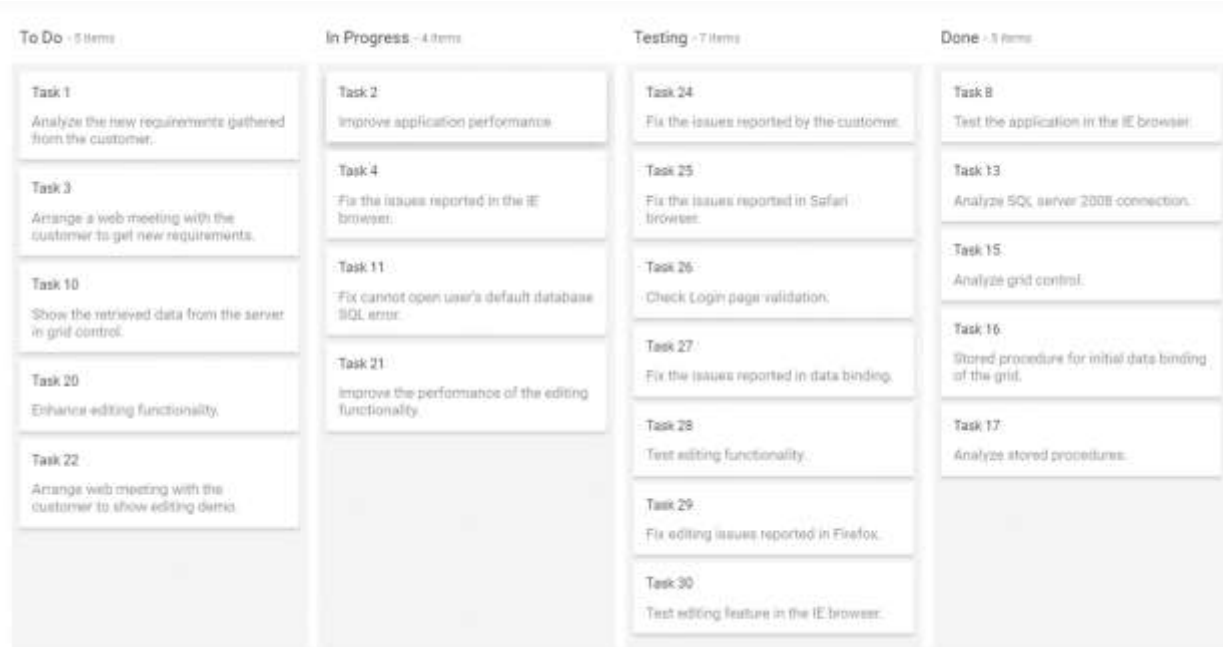 To Do - 5 items
Task 1
Analyze the new requirements gathered
from the customer.
Task 3
Arrange a web meeting with the
customer to get new requirements.
Task 10
Show the retrieved data from the server
in grid control.
Task 20
Enhance editing functionality.
Task 22
Arrange web meeting with the
customer to show editing demo.
In Progress - 4 items
Task 2
Improve application performance.
Task 4
Fix the issues reported in the IE
browser.
Task 11
Fix cannot open user's default database
SQL error.
Task 21
Improve the performance of the editing
functionality.
Testing - 7 items
Task 24
Fix the issues reported by the customer.
Task 25
Fix the issues reported in Safari
browser.
Task 26
Check Login page validation.
Task 27
Fix the issues reported in data binding.
Task 28
Test editing functionality.
Task 29
Fix editing issues reported in Firefox.
Task 30
Test editing feature in the IE browser.
Done - 5 items
Task 8
Test the application in the IE browser.
Task 13
Analyze SQL server 2008 connection.
Task 15
Analyze grid control.
Task 16
Stored procedure for initial data binding
of the grid.
Task 17
Analyze stored procedures.